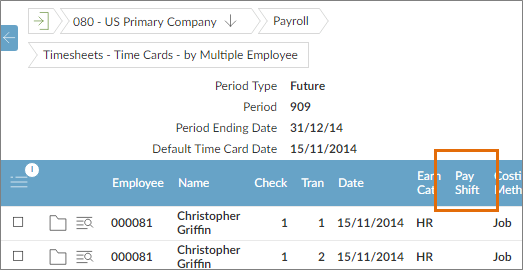 080 - US Primary Company Payroll
Timesheets - Time Cards - by Multiple Employee
Period Type Future
Period 909
Period Ending Date 31/12/14
Default Time Card Date 15/11/2014
Employee Name Check Tran Date Earn Cat Pay Shift Costi Meth
000081 Christopher Griffin 1 1 15/11/2014 HR Job
000081 Christopher Griffin 1 2 15/11/2014 HR Job